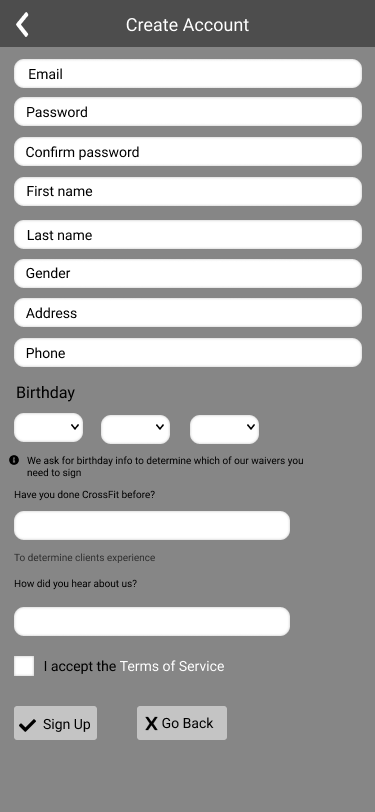 Create Account
Email
Password
Confirm password
First name
Last name
Gender
Address
Phone
Birthday
We ask for birthday info to determine which of our waivers you
need to sign
Have you done CrossFit before?
To determine clients experience
How did you hear about us?
I accept the Terms of Service
Sign Up
X Go Back